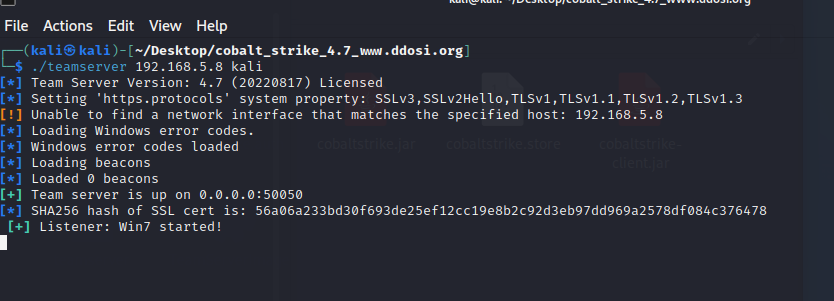 kali@kali: ~/Desktop/cobalt_strike_4.7_www.ddosi.org
File Actions Edit View Help
┌──(kali㉿kali)-[~/Desktop/cobalt_strike_4.7_www.ddosi.org]
└─$ ./teamserver 192.168.5.8 kali
[*] Team Server Version: 4.7 (20220817) Licensed
[*] Setting 'https.protocols' system property: SSLv3,SSLv2Hello,TLSv1,TLSv1.1,TLSv1.2,TLSv1.3
[!] Unable to find a network interface that matches the specified host: 192.168.5.8
[*] Loading Windows error codes.
[*] Windows error codes loaded
[*] Loading beacons
[*] Loaded 0 beacons
[+] Team server is up on 0.0.0.0:50050
[*] SHA256 hash of SSL cert is: 56a06a233bd30f693de25ef12cc19e8b2c92d3eb97dd969a2578df084c376478
[+] Listener: Win7 started!
cobaltstrike.jar cobaltstrike.store cobaltstrike-
client.jar